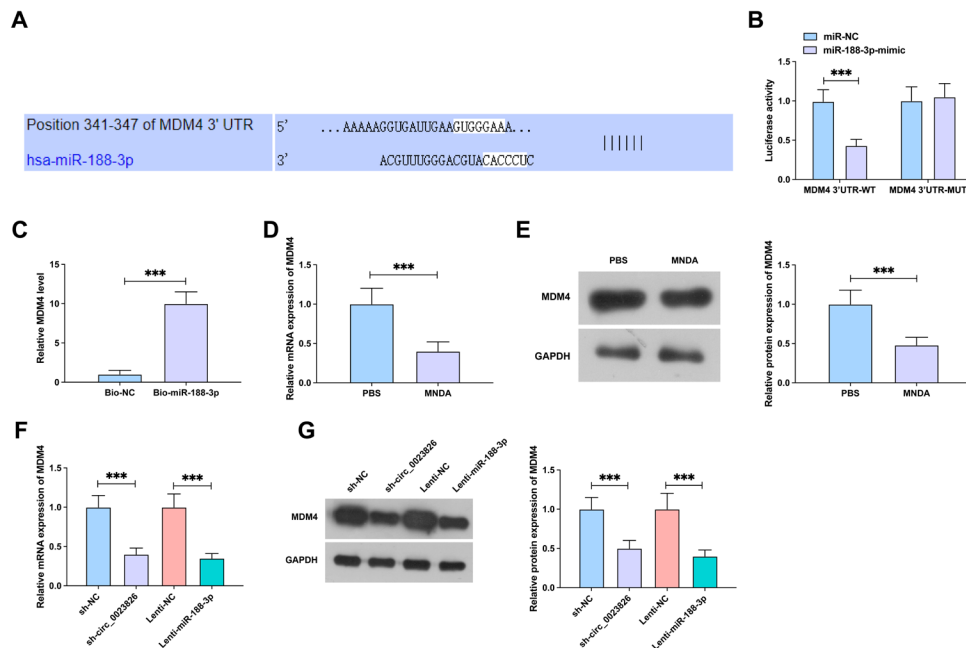 A
Position 341-347 of MDM4 3' UTR 5' ...AAAAAGGUGAUUGAAGUGGGAAA...
hsa-miR-188-3p 3' ACGUUUGGGACGUACACCCUC
B
miR-NC
miR-188-3p-mimic
Luciferase activity
1.5
1.0
0.5
0.0
***
MDM4 3'UTR-WT MDM4 3'UTR-MUT
C
Relative MDM4 level
15
10
5
0
***
Bio-NC Bio-miR-188-3p
D
Relative mRNA expression of MDM4
1.5
1.0
0.5
0.0
***
PBS MNDA
E
PBS MNDA
MDM4
GAPDH
Relative protein expression of MDM4
1.5
1.0
0.5
0.0
***
PBS MNDA
F
Relative mRNA expression of MDM4
1.5
1.0
0.5
0.0
*** ***
sh-NC sh-circ_0023826 Lenti-NC Lenti-miR-188-3p
G
sh-NC sh-circ_0023826 Lenti-NC Lenti-miR-188-3p
MDM4
GAPDH
Relative protein expression of MDM4
1.5
1.0
0.5
0.0
*** ***
sh-NC sh-circ_0023826 Lenti-NC Lenti-miR-188-3p